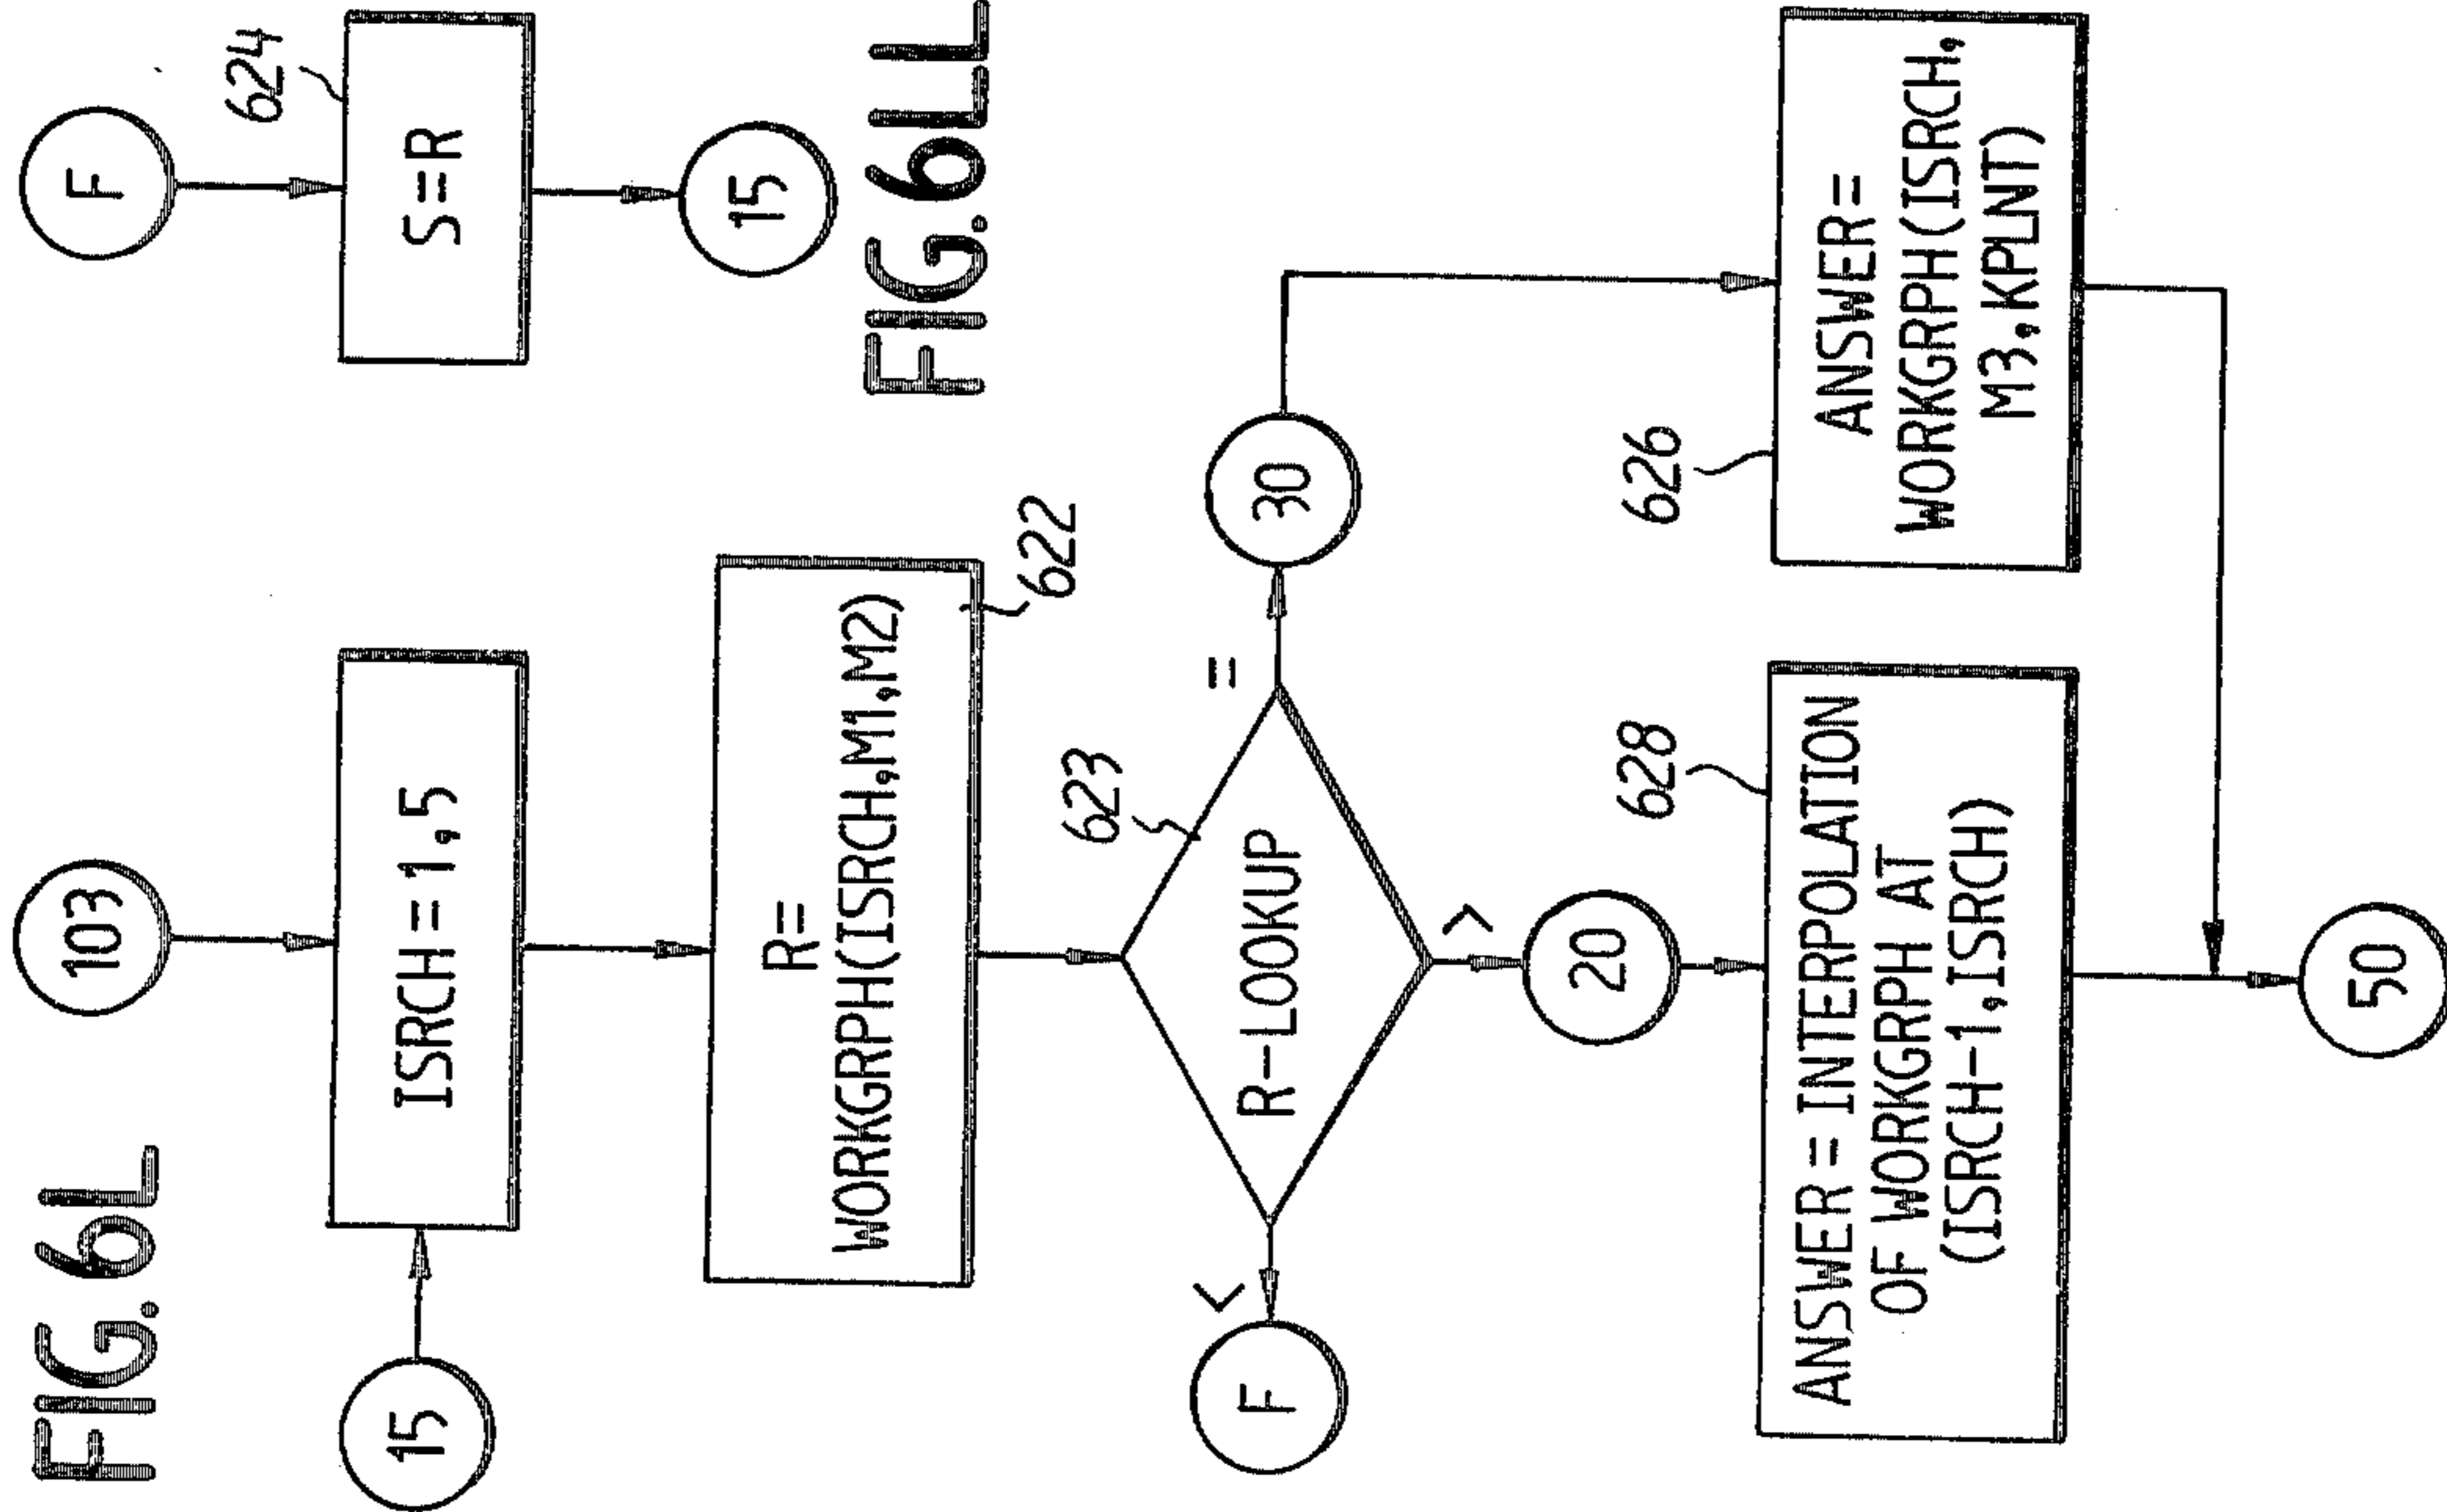 FIG. 6L
103
15
ISRCH = 1,5
R=
WORKGRPH(ISRCH,M1,M2)
622
623
R-LOOKUP
<
=
>
F
30
20
628
ANSWER = INTERPOLATION
OF WORKGRPH AT
(ISRCH-1,ISRCH)
626
ANSWER=
WORKGRPH(ISRCH,
M3,KPLNT)
50
F
624
S=R
15
FIG. 6LL